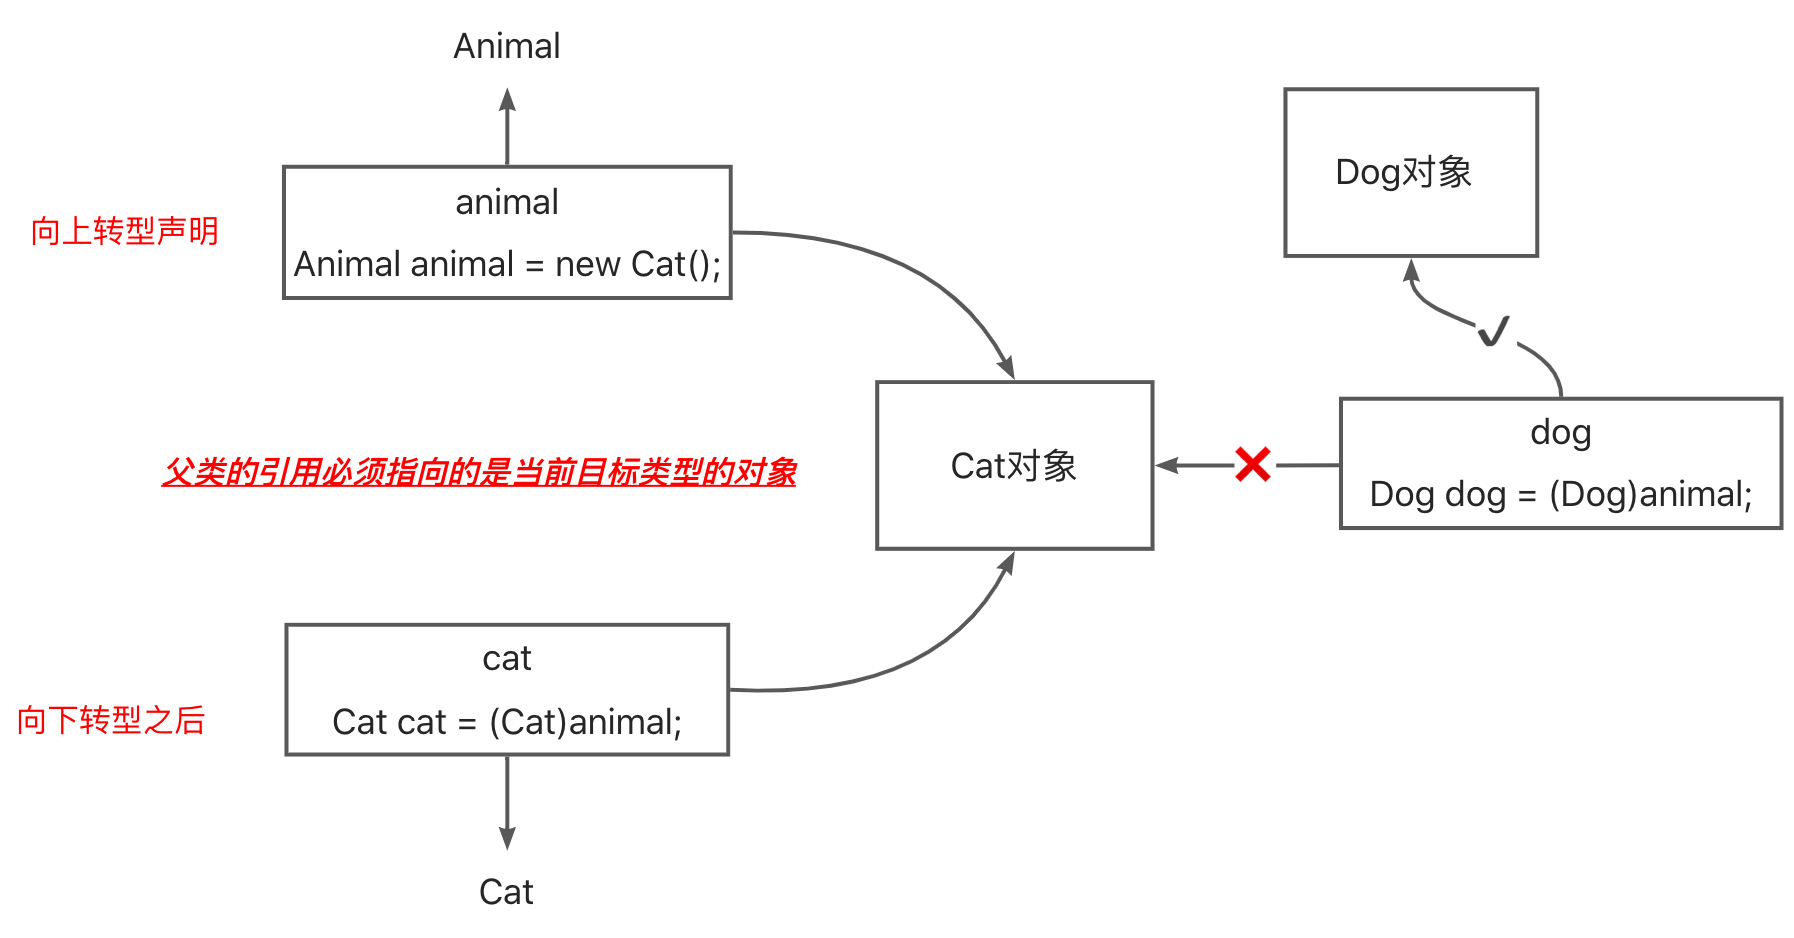 Animal
animal
Animal animal = new Cat();
向上转型声明
Dog对象
父类的引用必须指向的是当前目标类型的对象
Cat对象
dog
Dog dog = (Dog)animal;
cat
Cat cat = (Cat)animal;
向下转型之后
Cat